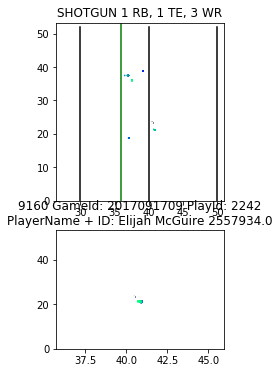 SHOTGUN 1 RB, 1 TE, 3 WR
50
40
30
20
10
0
30 35 40 45 50
9160 GameId: 2017091709 PlayId: 2242
PlayerName + ID: Elijah McGuire 2557934.0
40
20
0
37.5 40.0 42.5 45.0